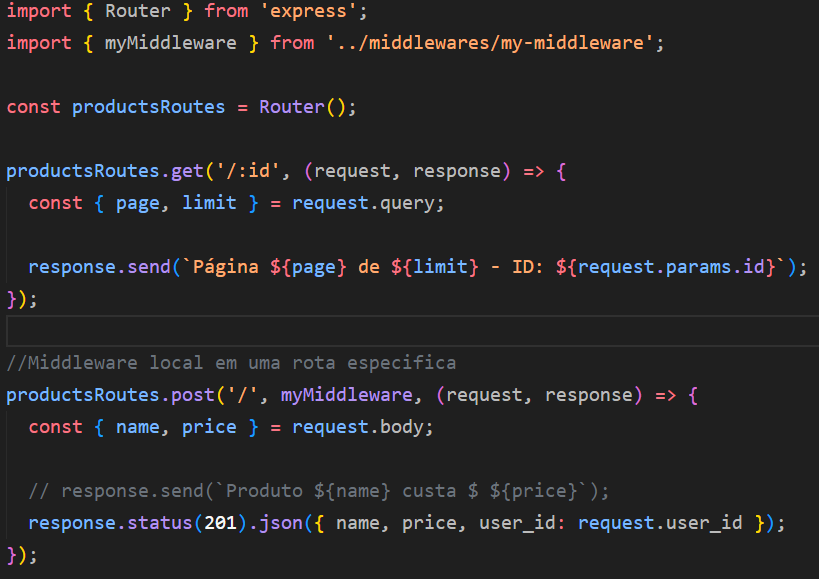 import { Router } from 'express';
import { myMiddleware } from '../middlewares/my-middleware';
const productsRoutes = Router();
productsRoutes.get('/:id', (request, response) => {
const { page, limit } = request.query;
response.send(`Página ${page} de ${limit} - ID: ${request.params.id}`);
});
//Middleware local em uma rota especifica
productsRoutes.post('/', myMiddleware, (request, response) => {
const { name, price } = request.body;
// response.send(`Produto ${name} custa $ ${price}`);
response.status(201).json({ name, price, user_id: request.user_id });
});